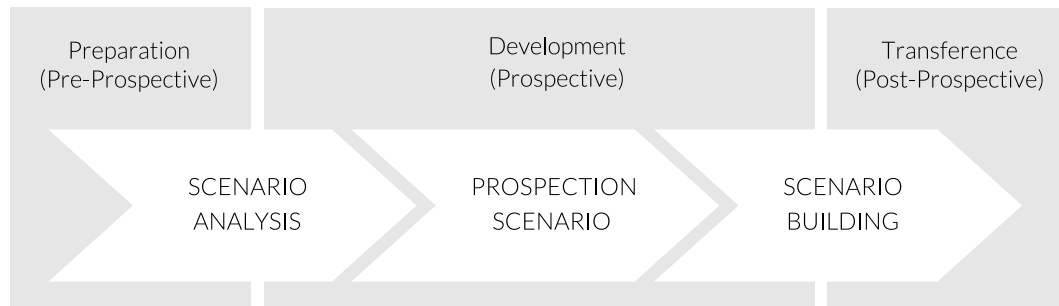 Preparation
(Pre-Prospective)
Development
(Prospective)
Transference
(Post-Prospective)
SCENARIO
ANALYSIS
PROSPECTION
SCENARIO
SCENARIO
BUILDING